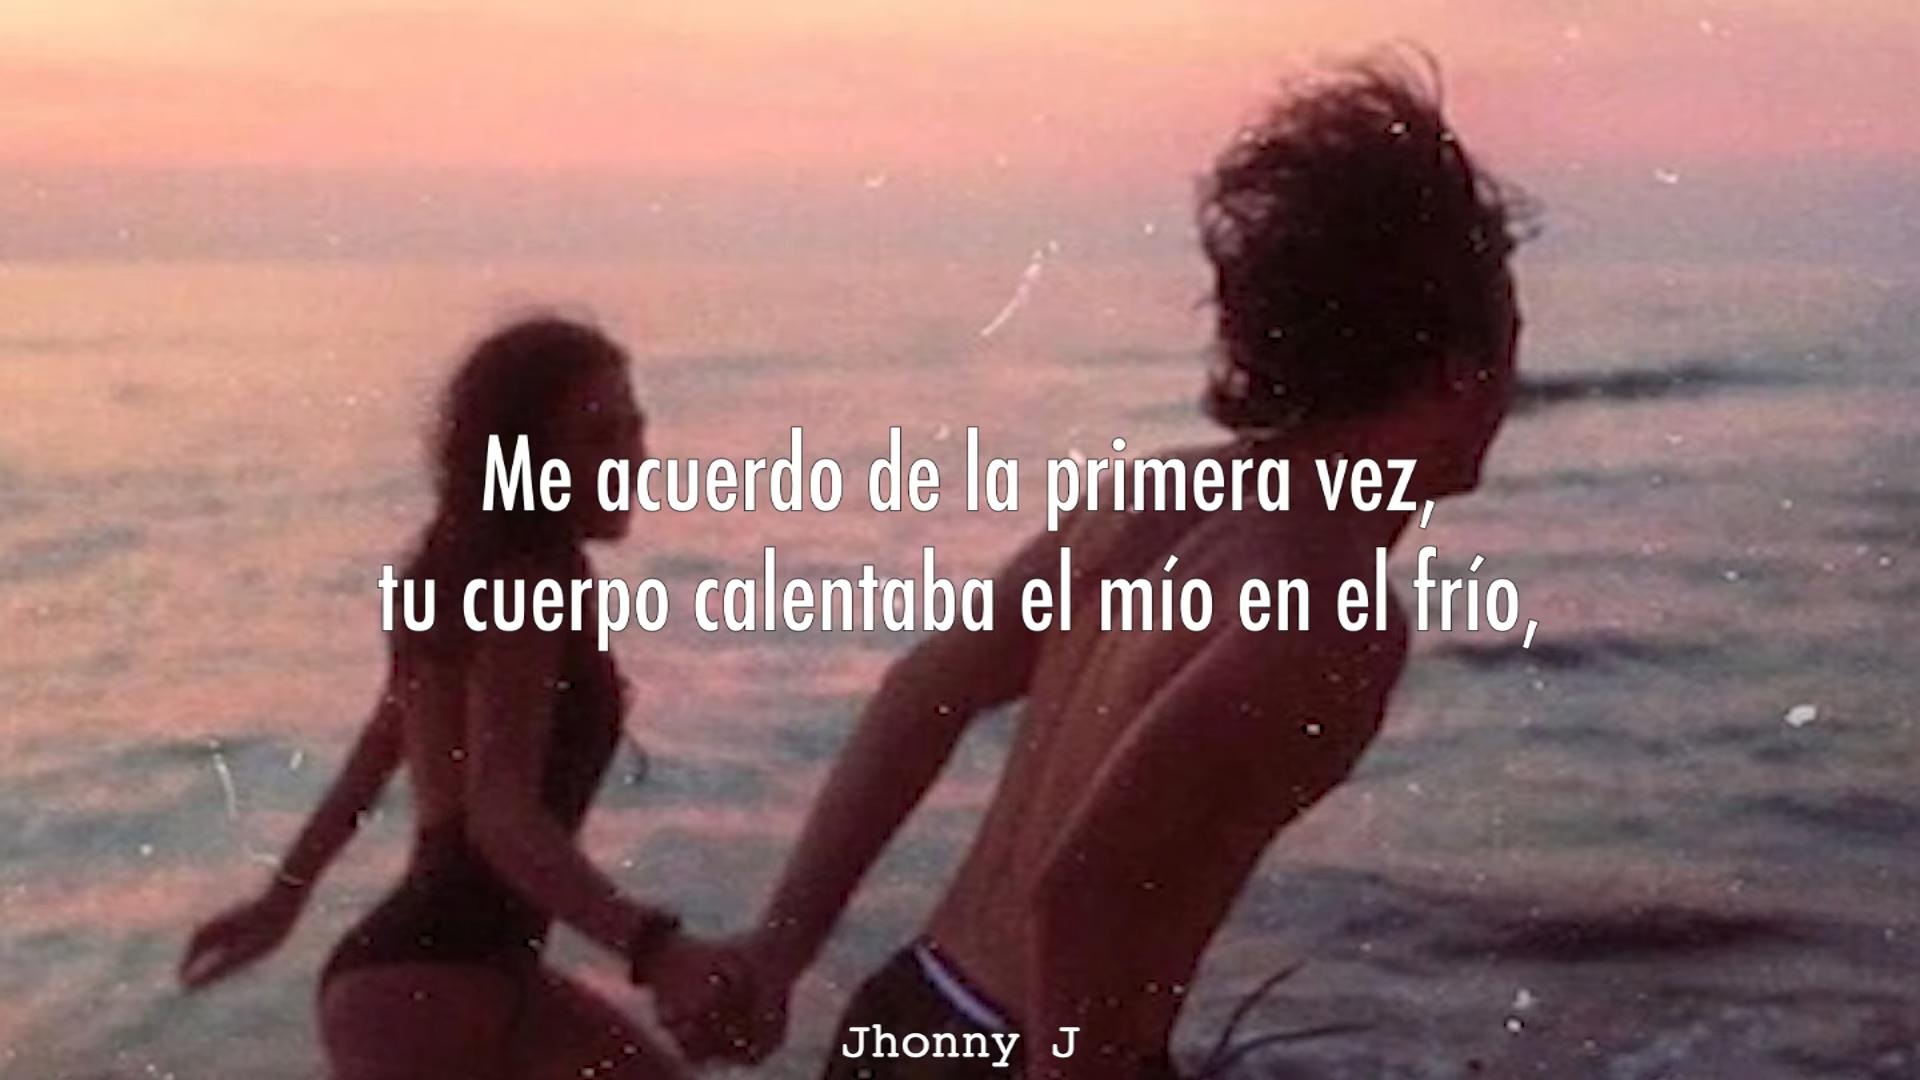 Me acuerdo de la primera vez,
tu cuerpo calentaba el mío en el frío,
Jhonny J